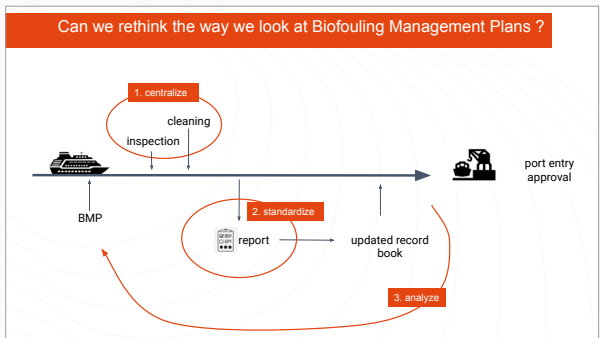 Can we rethink the way we look at Biofouling Management Plans ?
1. centralize
cleaning
inspection
port entry
approval
BMP
2. standardize
report
updated record
book
3. analyze